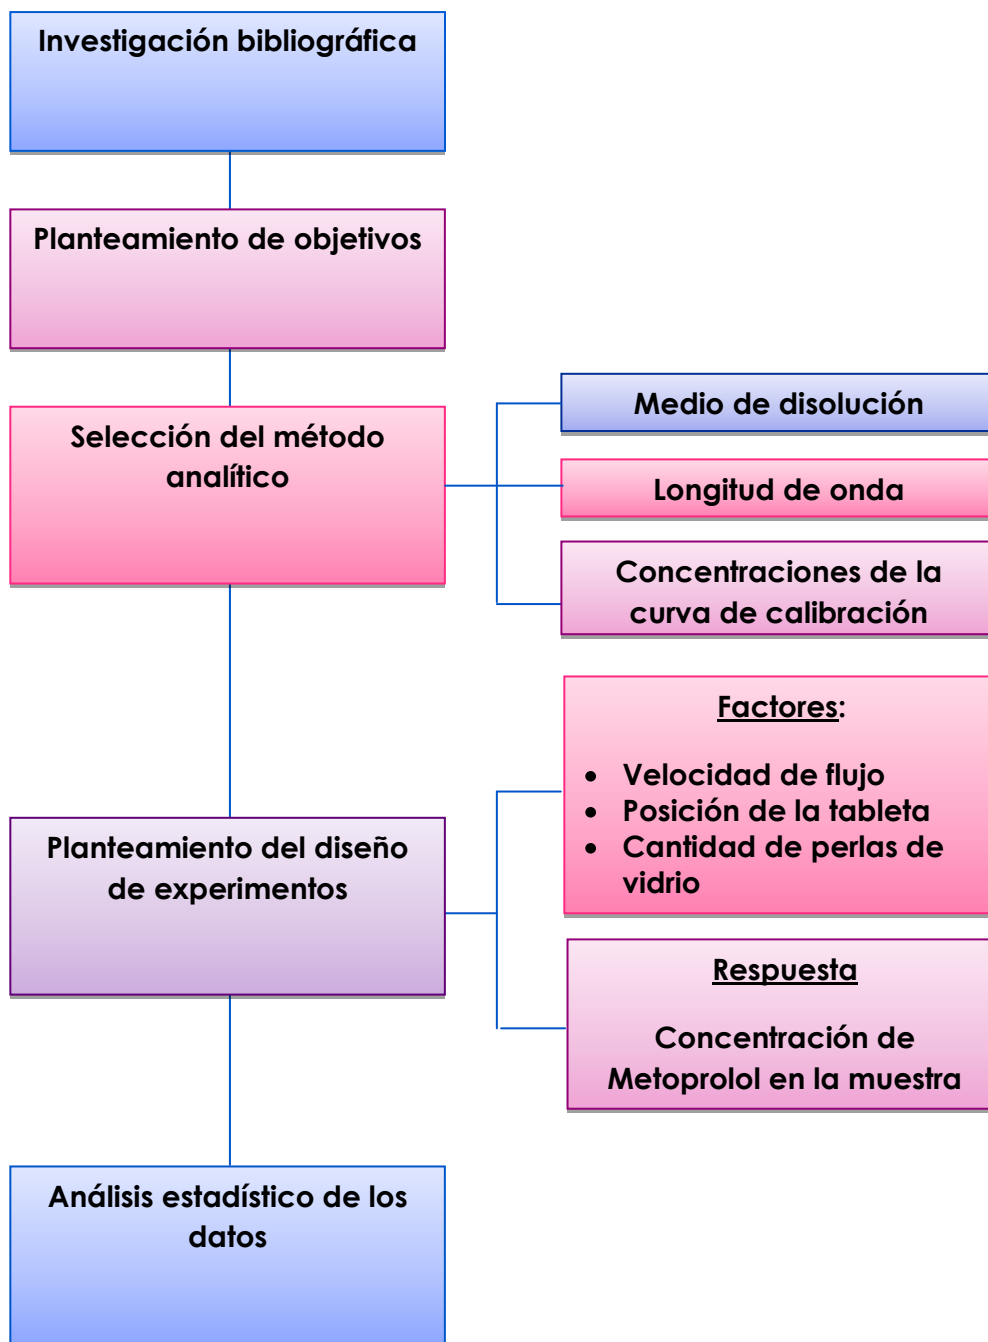 Investigación bibliográfica
Planteamiento de objetivos
Selección del método
analítico
Medio de disolución
Longitud de onda
Concentraciones de la
curva de calibración
Planteamiento del diseño
de experimentos
Factores:
• Velocidad de flujo
• Posición de la tableta
• Cantidad de perlas de
vidrio
Respuesta
Concentración de
Metoprolol en la muestra
Análisis estadístico de los
datos